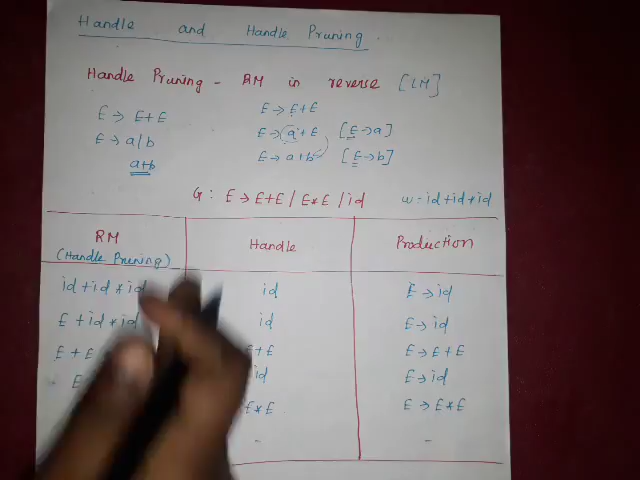 Handle and Handle Pruning.
Handle Pruning - RM in reverse [LM]
E → E+E E → E+E
E → a/b E → a+E [E→a]
a+b E → a+b [E→b]
G: E → E+E / E*E / id w=id+id*id
RM Handle Production
(Handle Pruning)
id+id*id id E → id
E+id*id id E → id
E+E E+E E → E+E
E id E → id
E*E E → E*E
- -